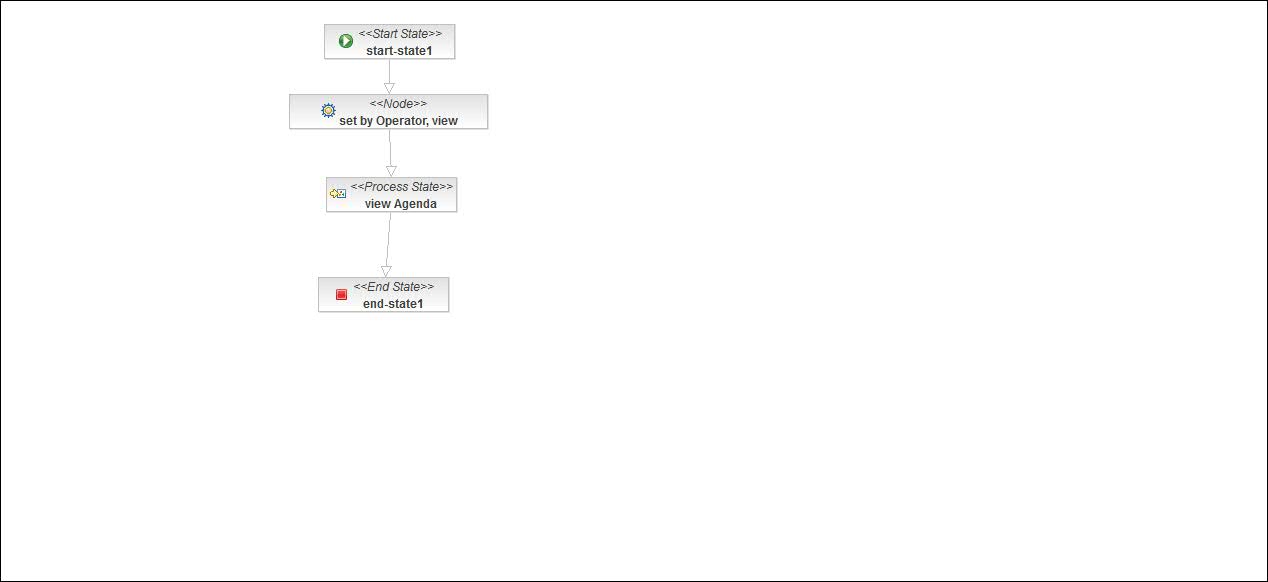 <<Start State>>
start-state1
<<Node>>
set by Operator, view
<<Process State>>
view Agenda
<<End State>>
end-state1